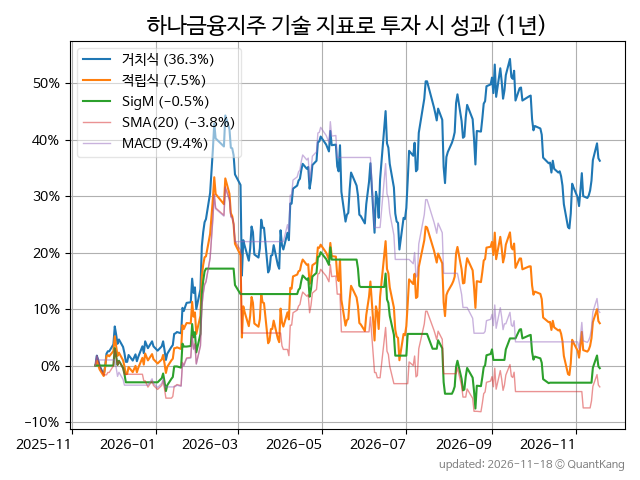 하나금융지주 기술 지표로 투자 시 성과 (1년)
거치식 (36.3%)
적립식 (7.5%)
SigM (−0.5%)
SMA(20) (−3.8%)
MACD (9.4%)
50%
40%
30%
20%
10%
0%
−10%
2025-11 2026-01 2026-03 2026-05 2026-07 2026-09 2026-11
updated: 2026-11-18 © QuantKang